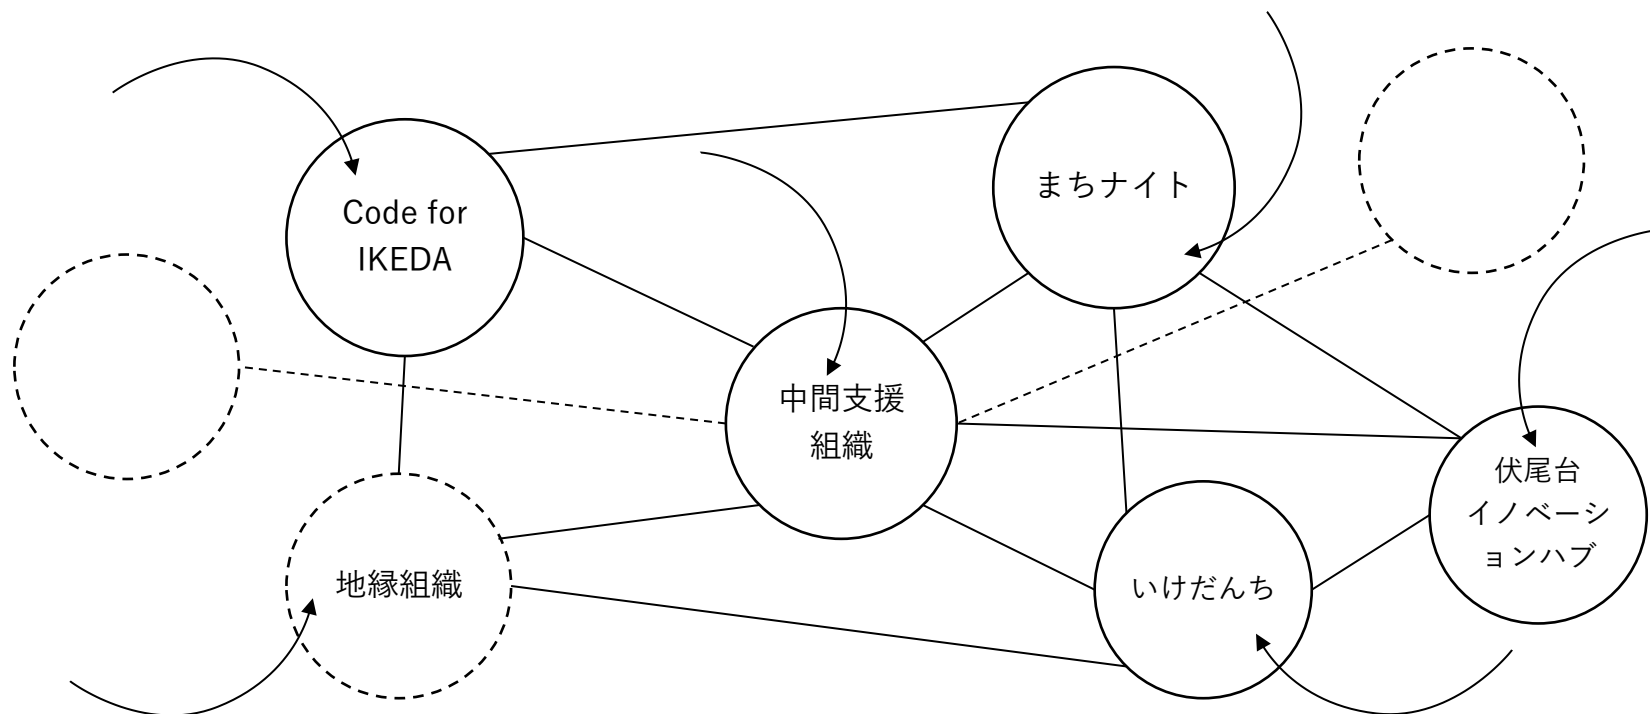 まちナイト
Code for
IKEDA
中間支援
組織
伏尾台
イノベーシ
ョンハブ
地縁組織
いけだんち